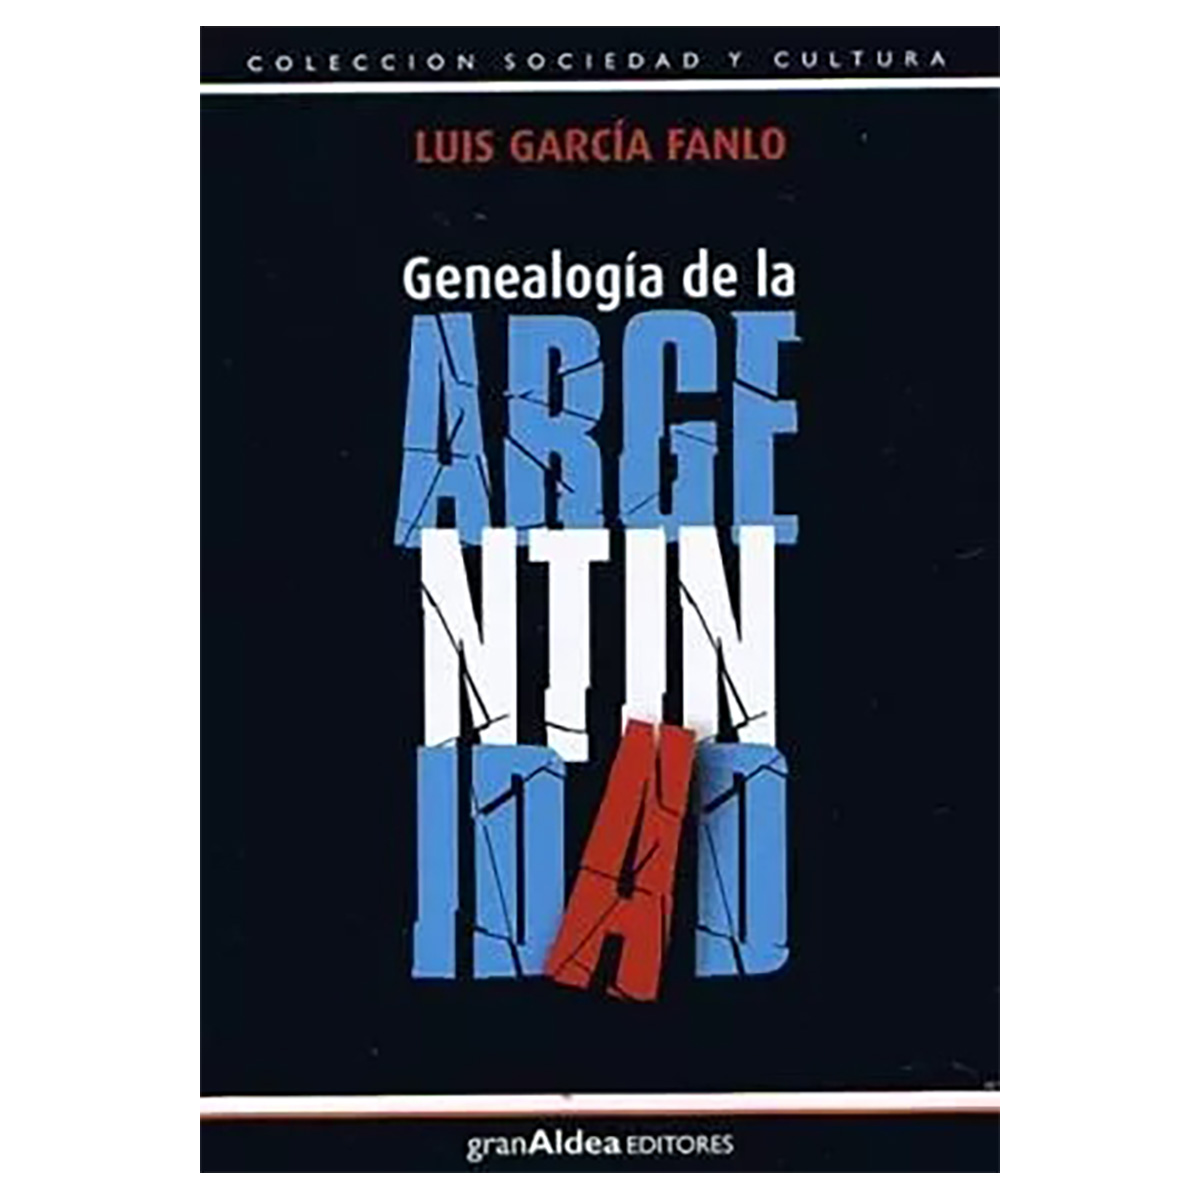 COLECCION SOCIEDAD Y CULTURA
LUIS GARCÍA FANLO
Genealogía de la
ARGE
NTIN
IDAD
granAldea EDITORES